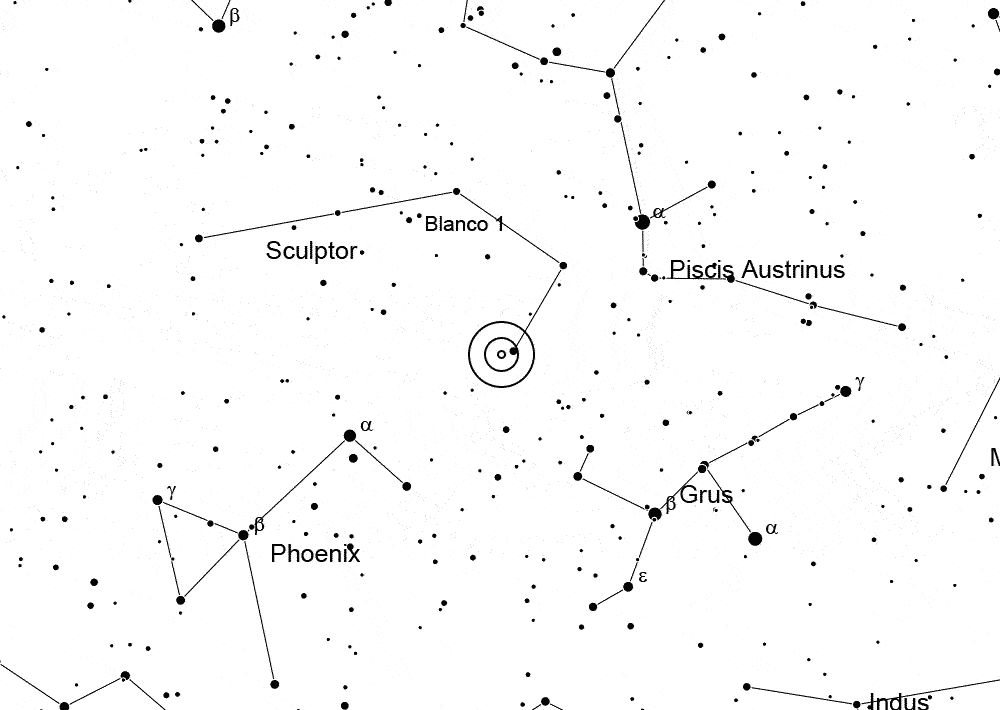 β
α
Blanco 1
Sculptor
Piscis Austrinus
γ
α
γ
Grus
β
β
α
Phoenix
ε
Indus